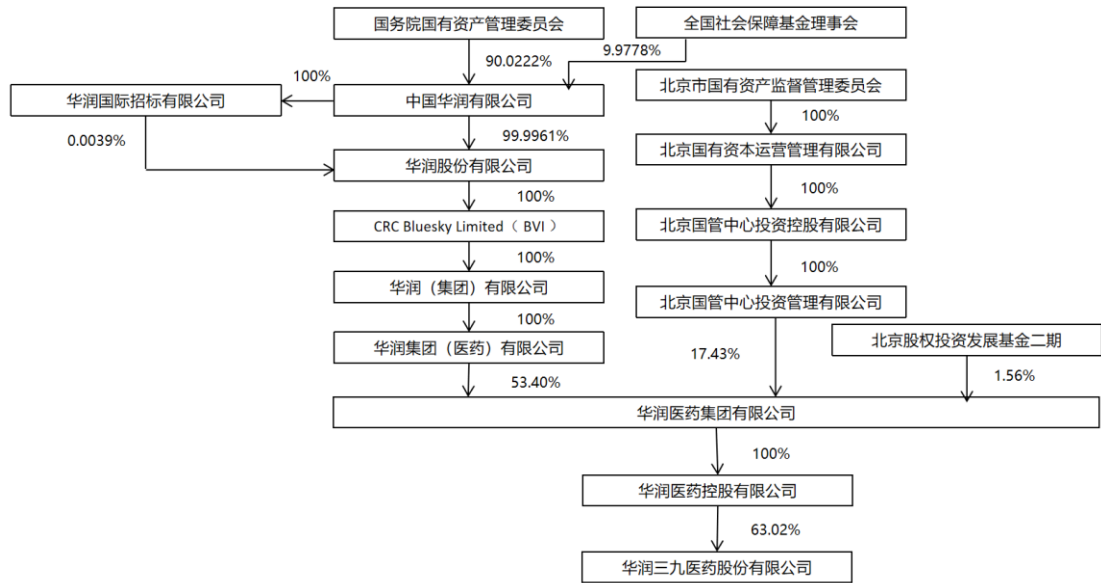 国务院国有资产管理委员会
全国社会保障基金理事会
90.0222%
9.9778%
北京市国有资产监督管理委员会
华润国际招标有限公司
100%
中国华润有限公司
100%
0.0039%
99.9961%
北京国有资本运营管理有限公司
华润股份有限公司
100%
100%
CRC Bluesky Limited（ BVI ）
北京国管中心投资控股有限公司
100%
100%
华润（集团）有限公司
北京国管中心投资管理有限公司
100%
华润集团（医药）有限公司
17.43%
北京股权投资发展基金二期
53.40%
1.56%
华润医药集团有限公司
100%
华润医药控股有限公司
63.02%
华润三九医药股份有限公司